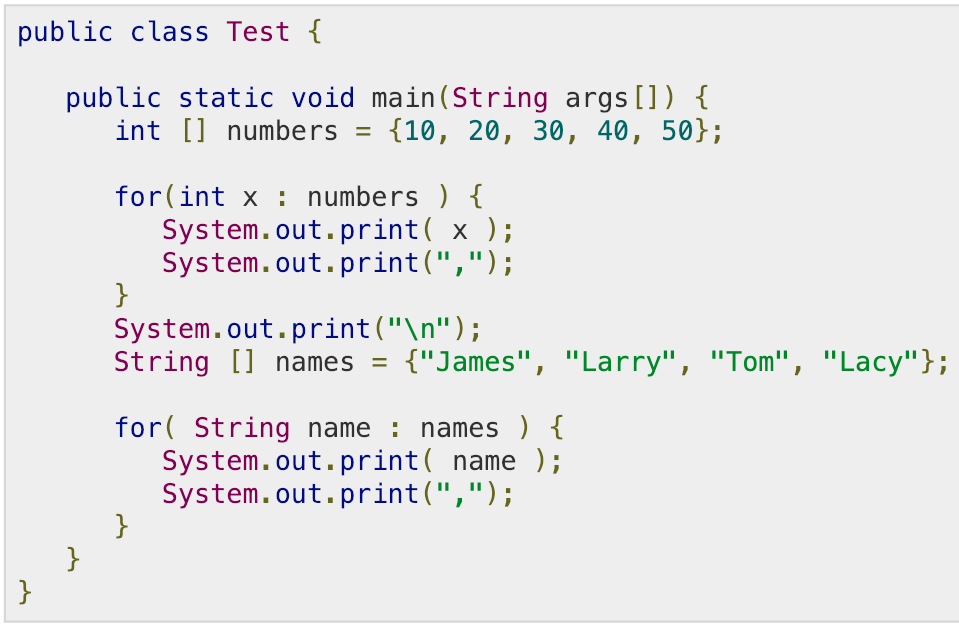 public class Test {
   public static void main(String args[]) {
      int [] numbers = {10, 20, 30, 40, 50};
      for(int x : numbers ) {
         System.out.print( x );
         System.out.print(",");
      }
      System.out.print("\n");
      String [] names = {"James", "Larry", "Tom", "Lacy"};
      for( String name : names ) {
         System.out.print( name );
         System.out.print(",");
      }
   }
}